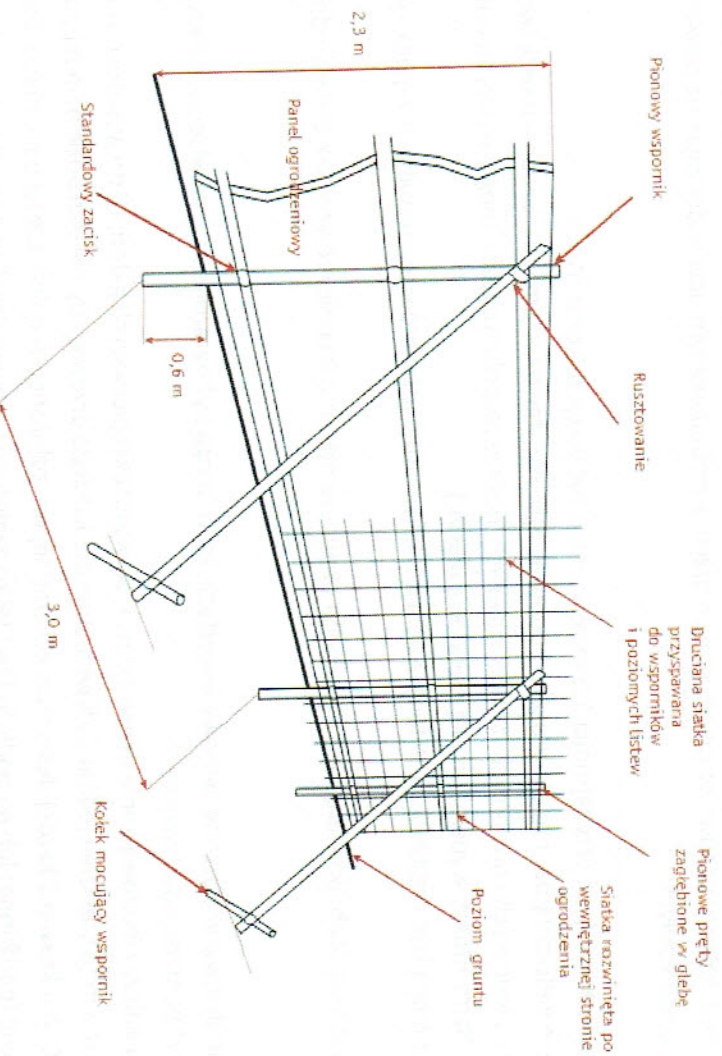 Pionowy wspornik
Rusztowanie
Druciana siatka
przyspawana
do wsporników
i poziomych listew
Pionowe pręty
zagłębione w glebę
2,3 m
Panel ogrodzeniowy
Standardowy zacisk
0,6 m
3,0 m
Siatka rozwinięta po
wewnętrznej stronie
ogrodzenia
Poziom gruntu
Kołek mocujący wspornik